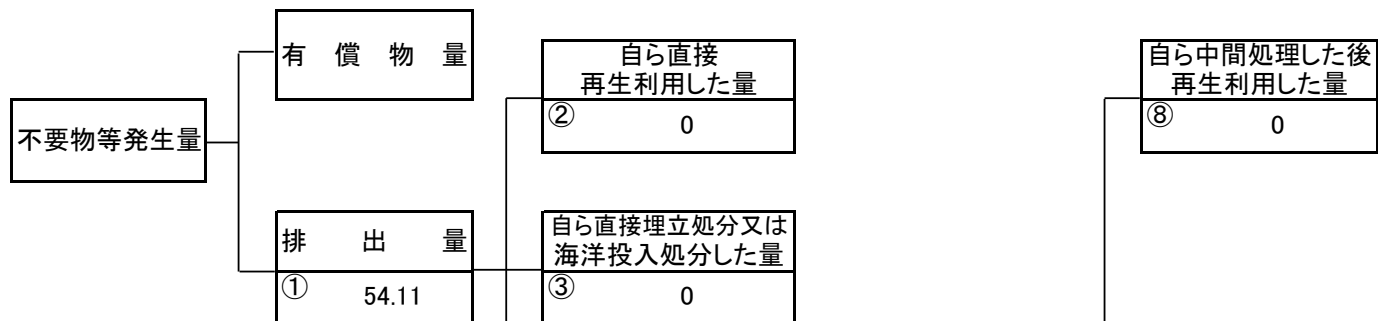 有償物量
自ら直接
再生利用した量
② 0
自ら中間処理した後
再生利用した量
⑧ 0
不要物等発生量
排出量
① 54.11
自ら直接埋立処分又は
海洋投入処分した量
③ 0